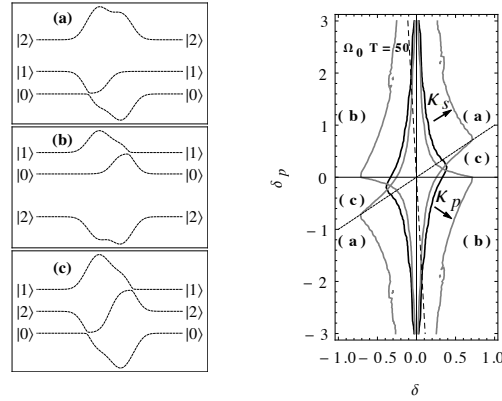 (a)
|2⟩ |2⟩
|1⟩ |1⟩
|0⟩ |0⟩
(b)
|1⟩ |1⟩
|0⟩ |0⟩
|2⟩ |2⟩
(c)
|1⟩ |1⟩
|2⟩ |2⟩
|0⟩ |0⟩
3
Ω₀ T = 50
2
κ_s
( b ) ( a )
1
( c )
δ_p 0
( c ) κ_p
- 1 ( a ) ( b )
- 2
- 3
- 1.0 - 0.5 0.0 0.5 1.0
δ